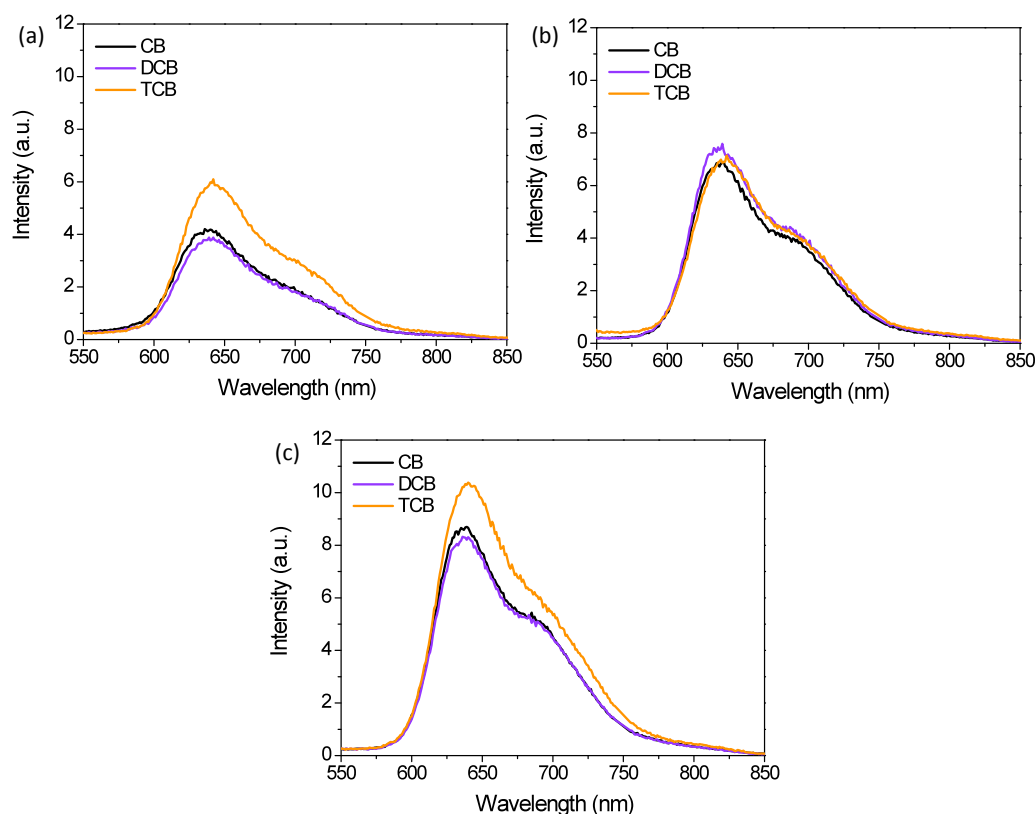 (a)
12
10
8
6
4
2
0
CB
DCB
TCB
Intensity (a.u.)
550 600 650 700 750 800 850
Wavelength (nm)
(b)
12
10
8
6
4
2
0
CB
DCB
TCB
Intensity (a.u.)
550 600 650 700 750 800 850
Wavelength (nm)
(c)
12
10
8
6
4
2
0
CB
DCB
TCB
Intensity (a.u.)
550 600 650 700 750 800 850
Wavelength (nm)